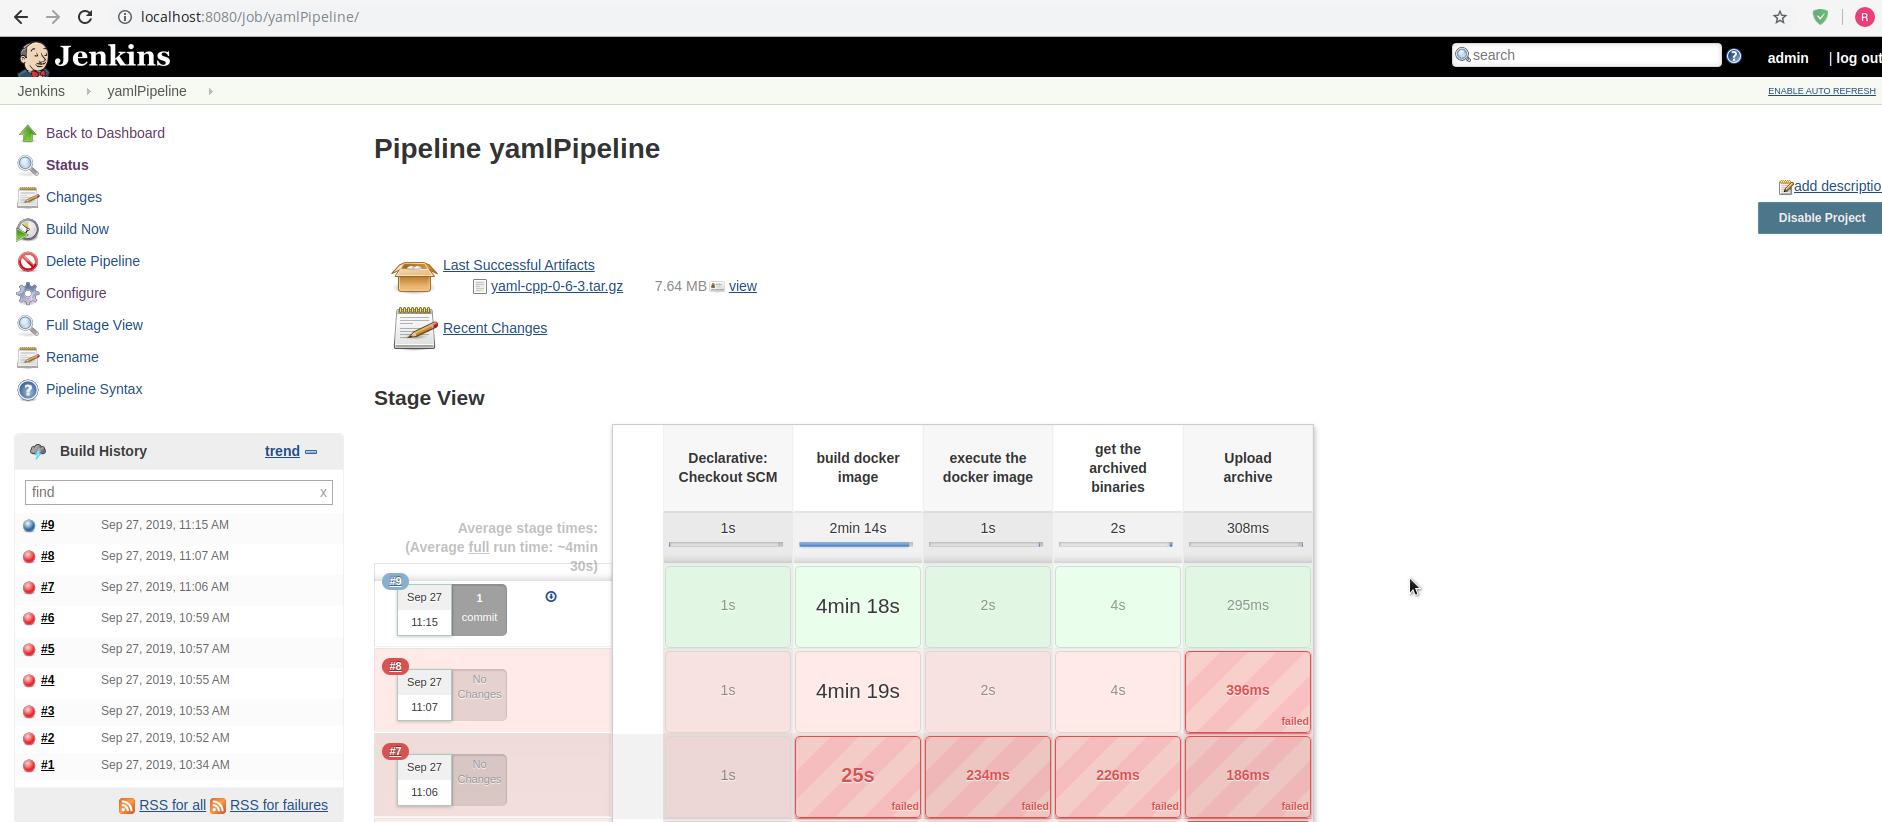 localhost:8080/job/yamlPipeline/
R
Jenkins
search
?
admin
| log out
Jenkins
yamlPipeline
ENABLE AUTO REFRESH
Back to Dashboard
Status
Changes
Build Now
Delete Pipeline
Configure
Full Stage View
Rename
Pipeline Syntax
Build History
trend
find
x
#9 Sep 27, 2019, 11:15 AM
#8 Sep 27, 2019, 11:07 AM
#7 Sep 27, 2019, 11:06 AM
#6 Sep 27, 2019, 10:59 AM
#5 Sep 27, 2019, 10:57 AM
#4 Sep 27, 2019, 10:55 AM
#3 Sep 27, 2019, 10:53 AM
#2 Sep 27, 2019, 10:52 AM
#1 Sep 27, 2019, 10:34 AM
RSS for all RSS for failures
Pipeline yamlPipeline
add descriptio
Disable Project
Last Successful Artifacts
yaml-cpp-0-6-3.tar.gz 7.64 MB view
Recent Changes
Stage View
Declarative:
Checkout SCM
build docker
image
execute the
docker image
get the
archived
binaries
Upload
archive
Average stage times:
(Average full run time: ~4min
30s)
1s 2min 14s 1s 2s 308ms
#9
Sep 27
11:15
1
commit
1s 4min 18s 2s 4s 295ms
#8
Sep 27
11:07
No
Changes
1s 4min 19s 2s 4s 396ms
failed
#7
Sep 27
11:06
No
Changes
1s 25s 234ms 226ms 186ms
failed failed failed failed